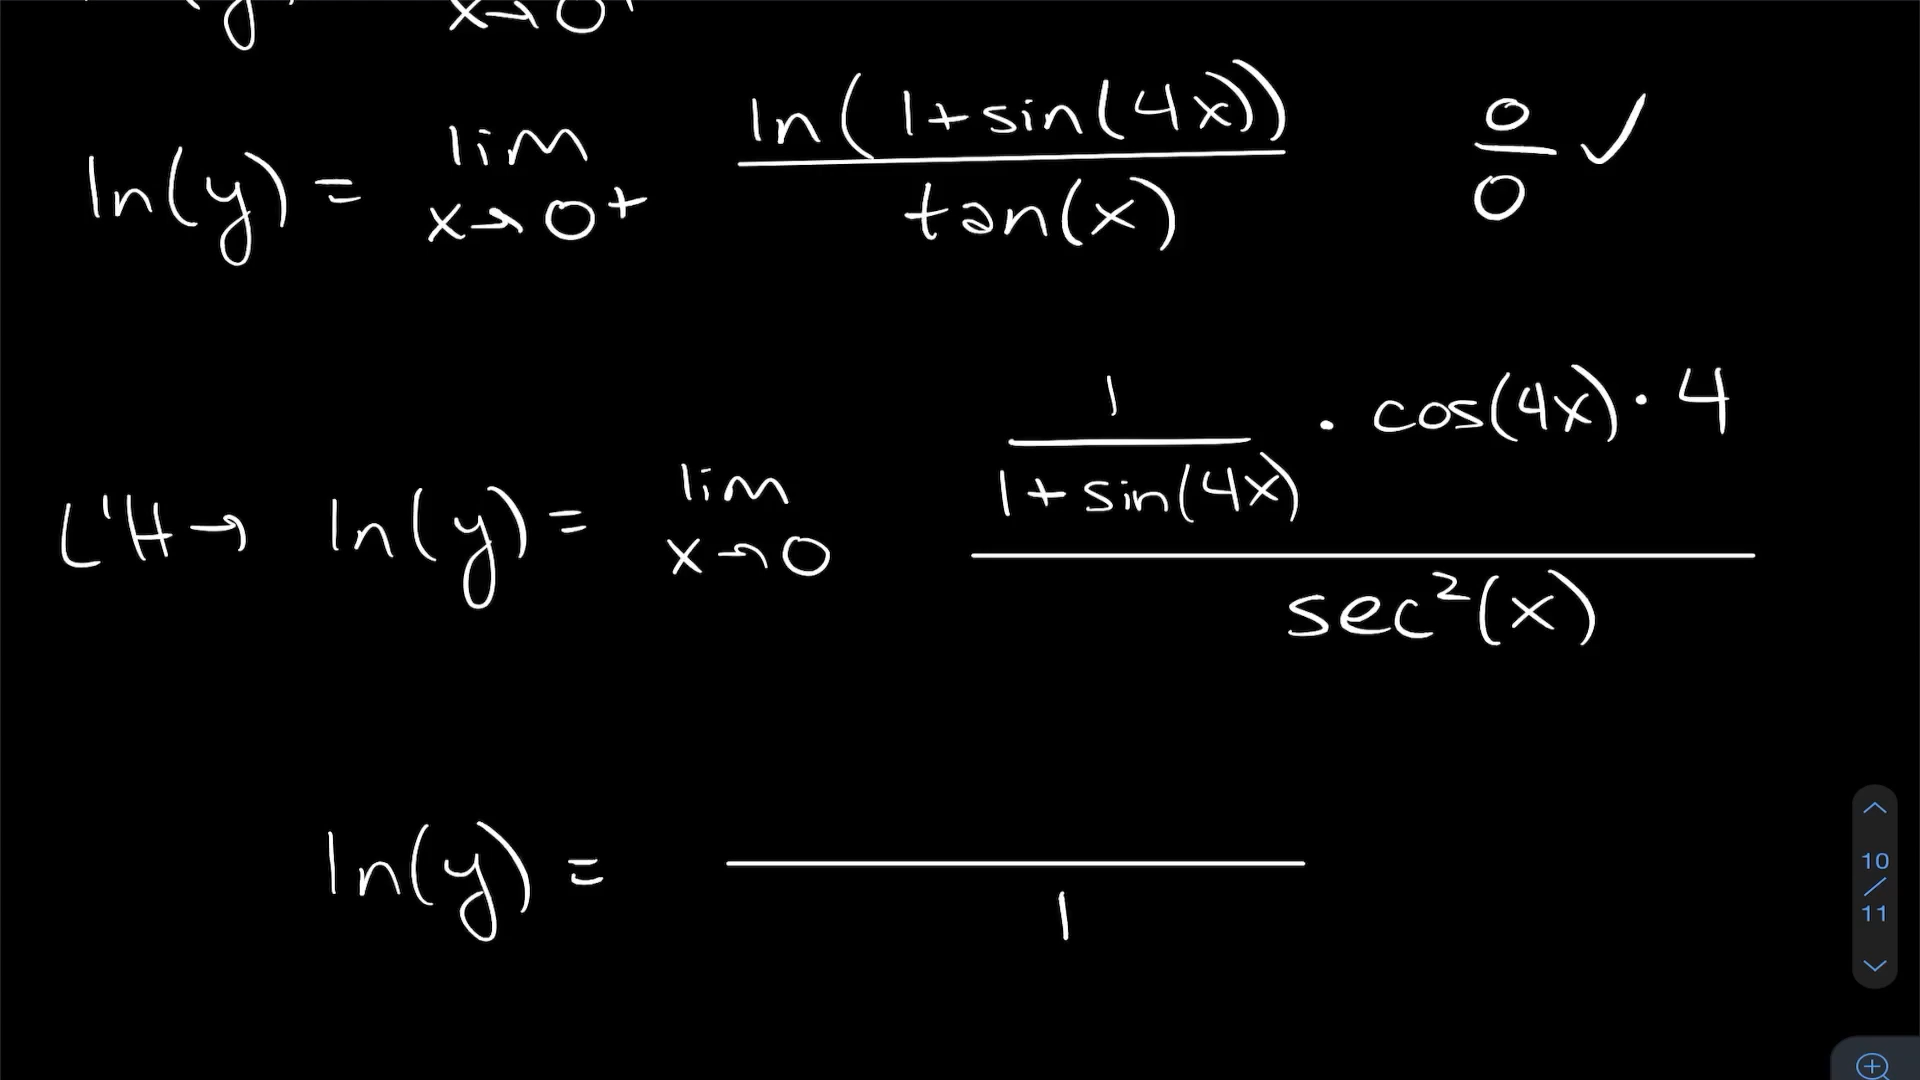 y x→0+
ln(y) = lim x→0+ ln(1+sin(4x)) / tan(x) 0/0 ✓
L'H→ ln(y) = lim x→0 1/(1+sin(4x)) · cos(4x) · 4 / sec²(x)
ln(y) = ―― / 1
10 / 11